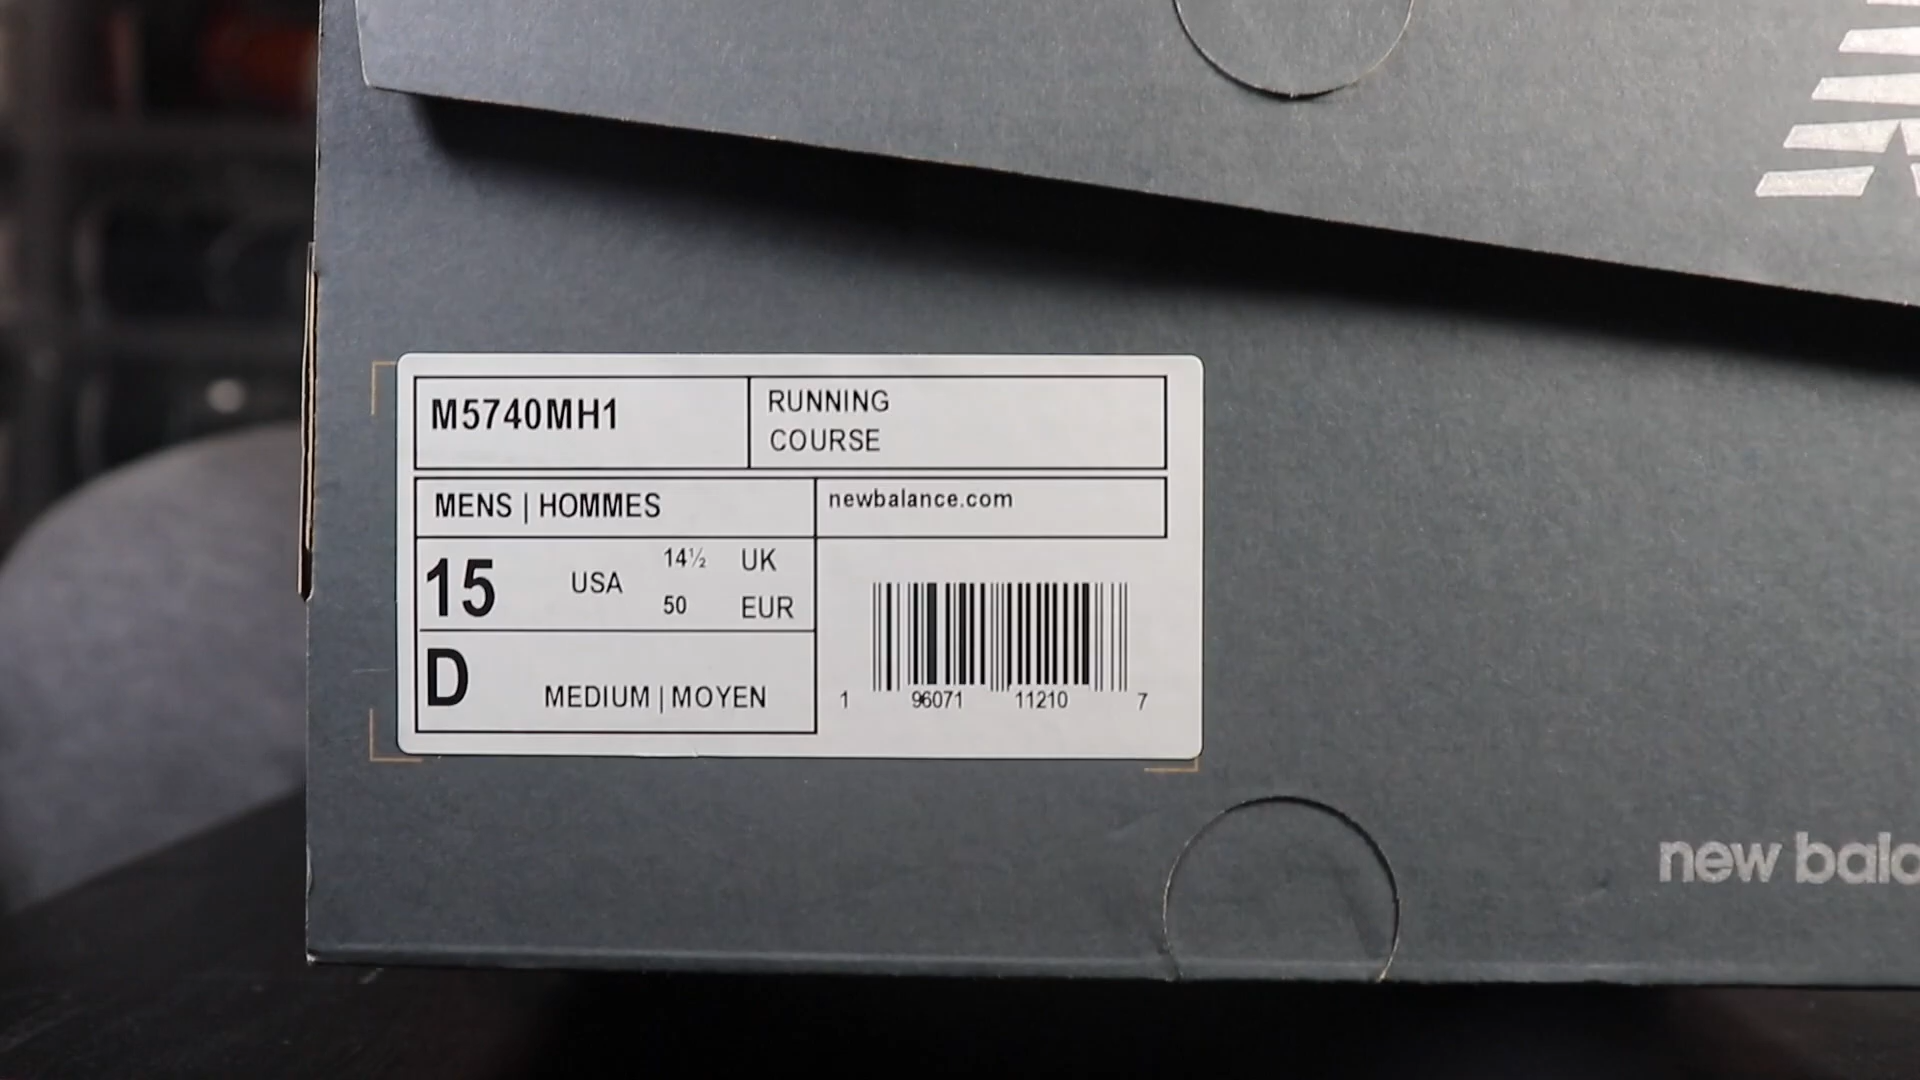 M5740MH1
RUNNING
COURSE
MENS | HOMMES
newbalance.com
15 USA 14½ UK
50 EUR
D MEDIUM | MOYEN
1 96071 11210 7
new bala